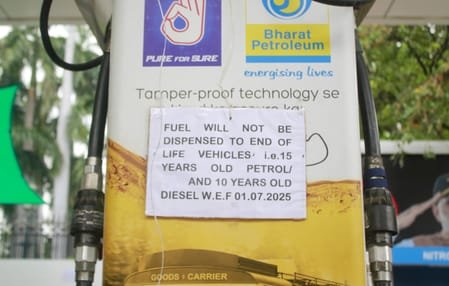 PURE FOR SURE
Bharat
Petroleum
energising lives
Tamper-proof technology se
FUEL WILL NOT BE
DISPENSED TO END OF
LIFE VEHICLES i.e.15
YEARS OLD PETROL/
AND 10 YEARS OLD
DIESEL W.E.F 01.07.2025
NITRO
GOODS CARRIER